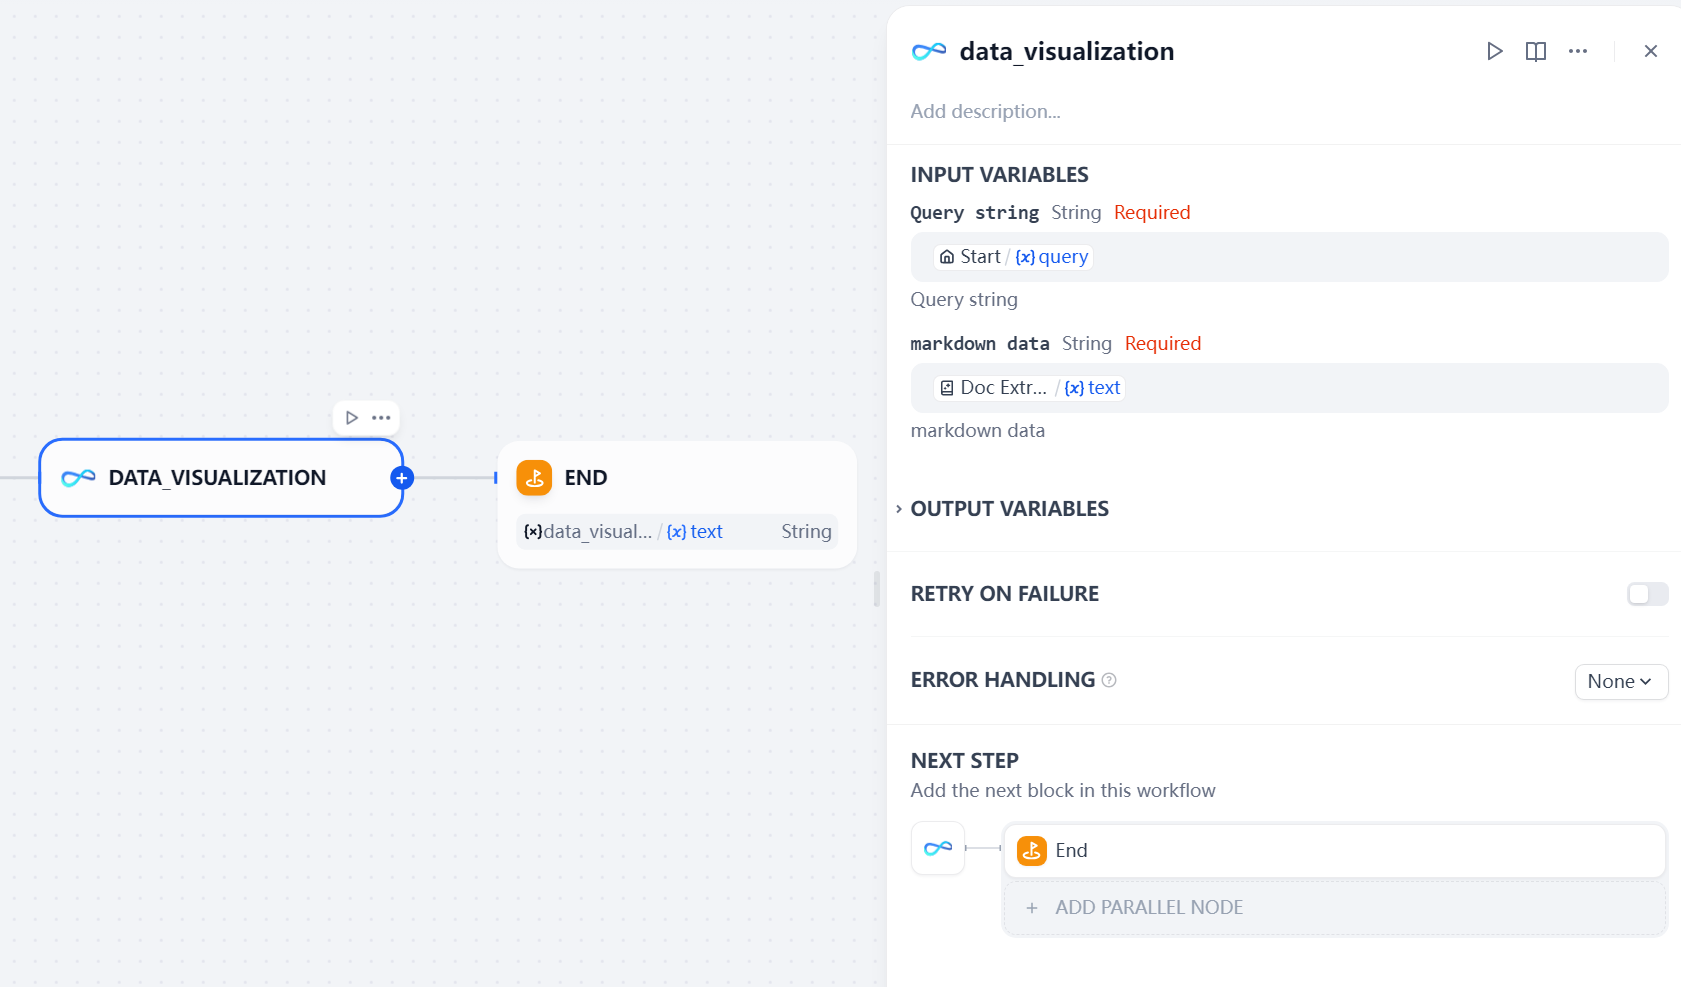 DATA_VISUALIZATION
END
{x}data_visual... / {x} text String
data_visualization
Add description...
INPUT VARIABLES
Query string String Required
Start / {x} query
Query string
markdown data String Required
Doc Extr... / {x} text
markdown data
OUTPUT VARIABLES
RETRY ON FAILURE
ERROR HANDLING ?
None
NEXT STEP
Add the next block in this workflow
End
+ ADD PARALLEL NODE